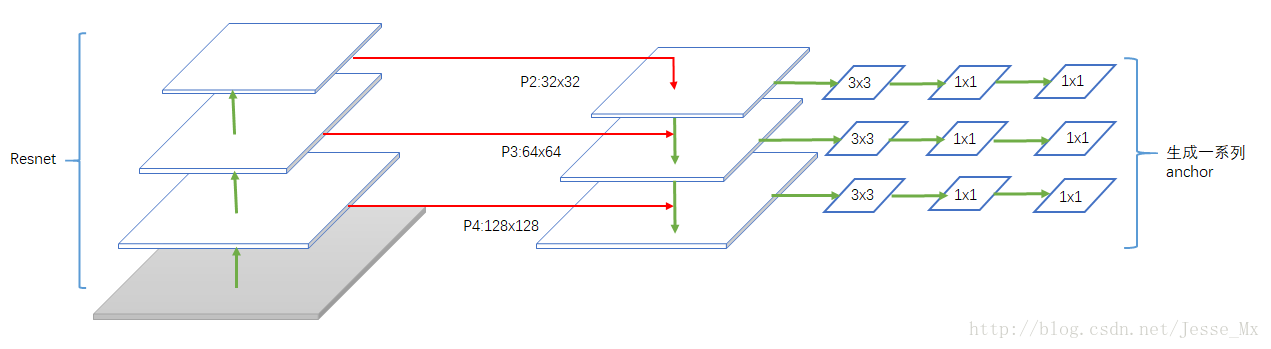 Resnet
P2:32x32
P3:64x64
P4:128x128
3x3
1x1
1x1
3x3
1x1
1x1
3x3
1x1
1x1
生成一系列
anchor
http://blog.csdn.net/Jesse_Mx